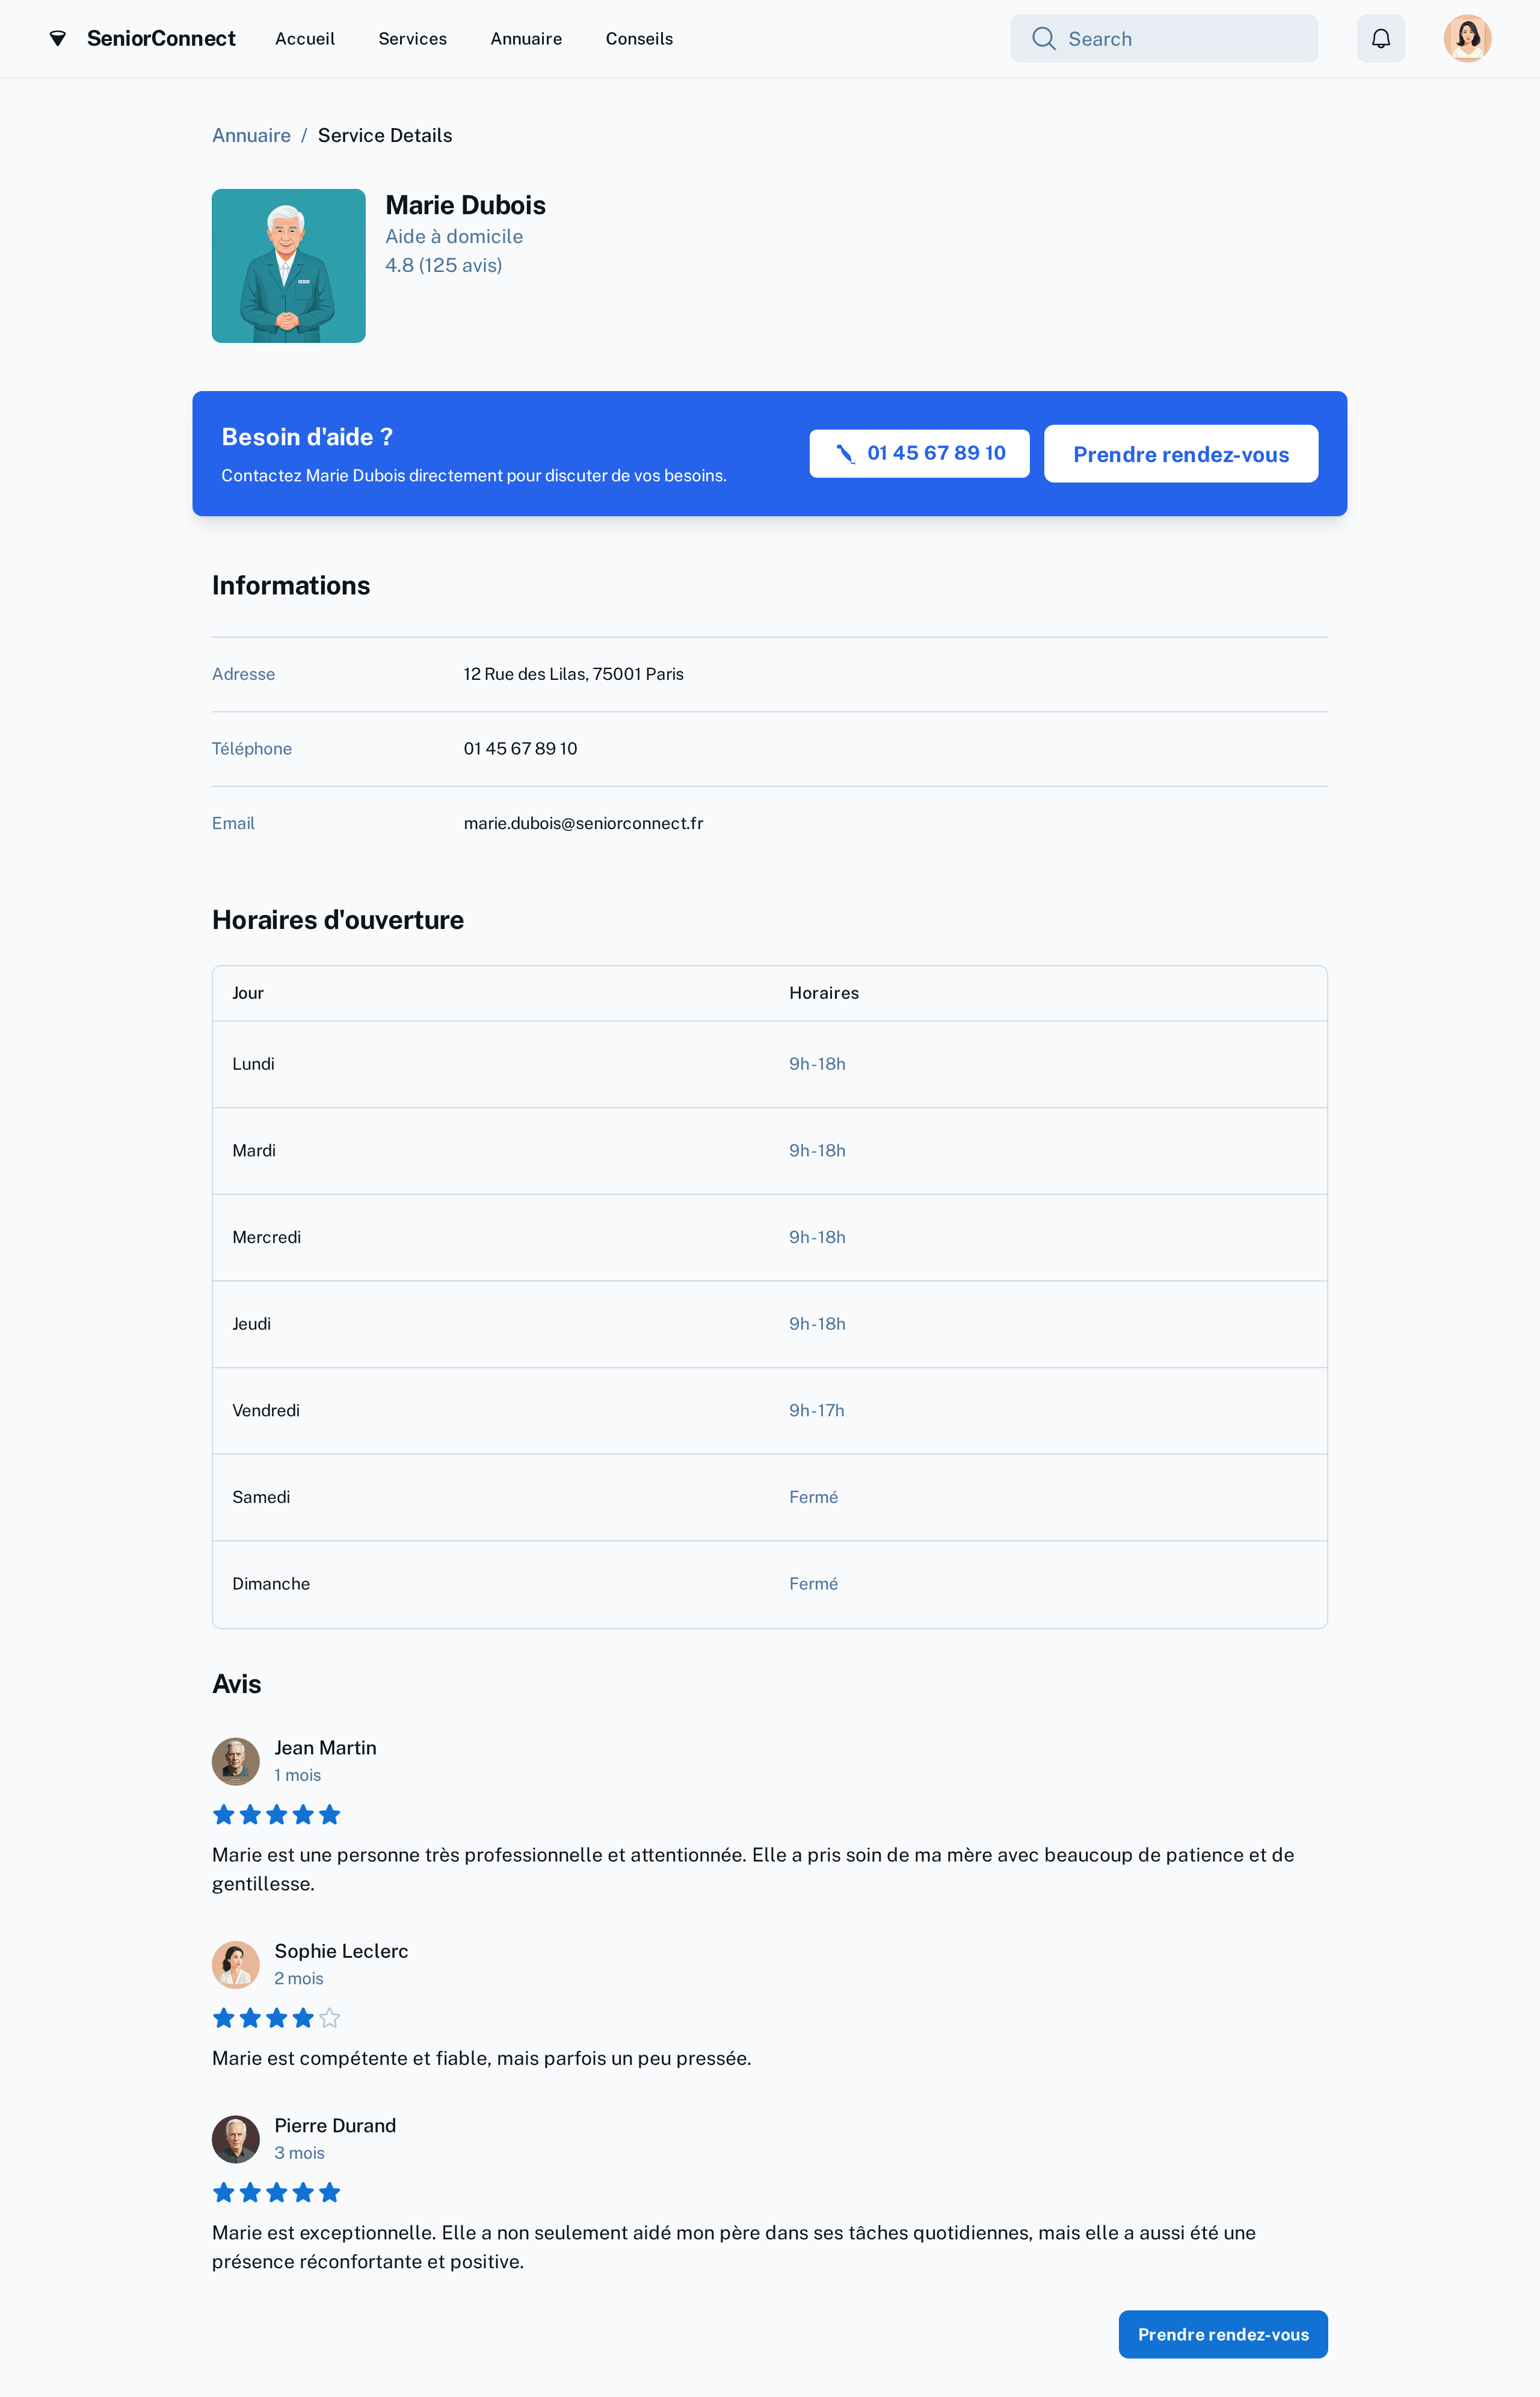 SeniorConnect
Accueil
Services
Annuaire
Conseils
Search
Annuaire / Service Details
Marie Dubois
Aide à domicile
4.8 (125 avis)
Besoin d'aide ?
Contactez Marie Dubois directement pour discuter de vos besoins.
01 45 67 89 10
Prendre rendez-vous
Informations
Adresse
12 Rue des Lilas, 75001 Paris
Téléphone
01 45 67 89 10
Email
marie.dubois@seniorconnect.fr
Horaires d'ouverture
Jour
Horaires
Lundi
9h-18h
Mardi
9h-18h
Mercredi
9h-18h
Jeudi
9h-18h
Vendredi
9h-17h
Samedi
Fermé
Dimanche
Fermé
Avis
Jean Martin
1 mois
Marie est une personne très professionnelle et attentionnée. Elle a pris soin de ma mère avec beaucoup de patience et de
gentillesse.
Sophie Leclerc
2 mois
Marie est compétente et fiable, mais parfois un peu pressée.
Pierre Durand
3 mois
Marie est exceptionnelle. Elle a non seulement aidé mon père dans ses tâches quotidiennes, mais elle a aussi été une
présence réconfortante et positive.
Prendre rendez-vous